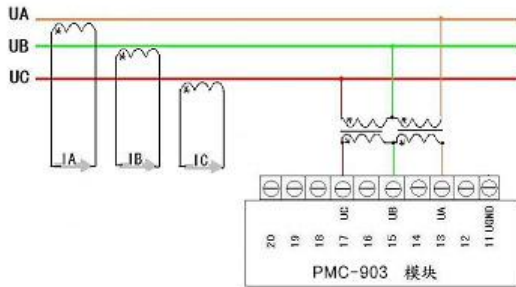 UA
UB
UC
IA IB IC
UC UB UA UGND
20 19 18 17 16 15 14 13 12 11
PMC-903 模块